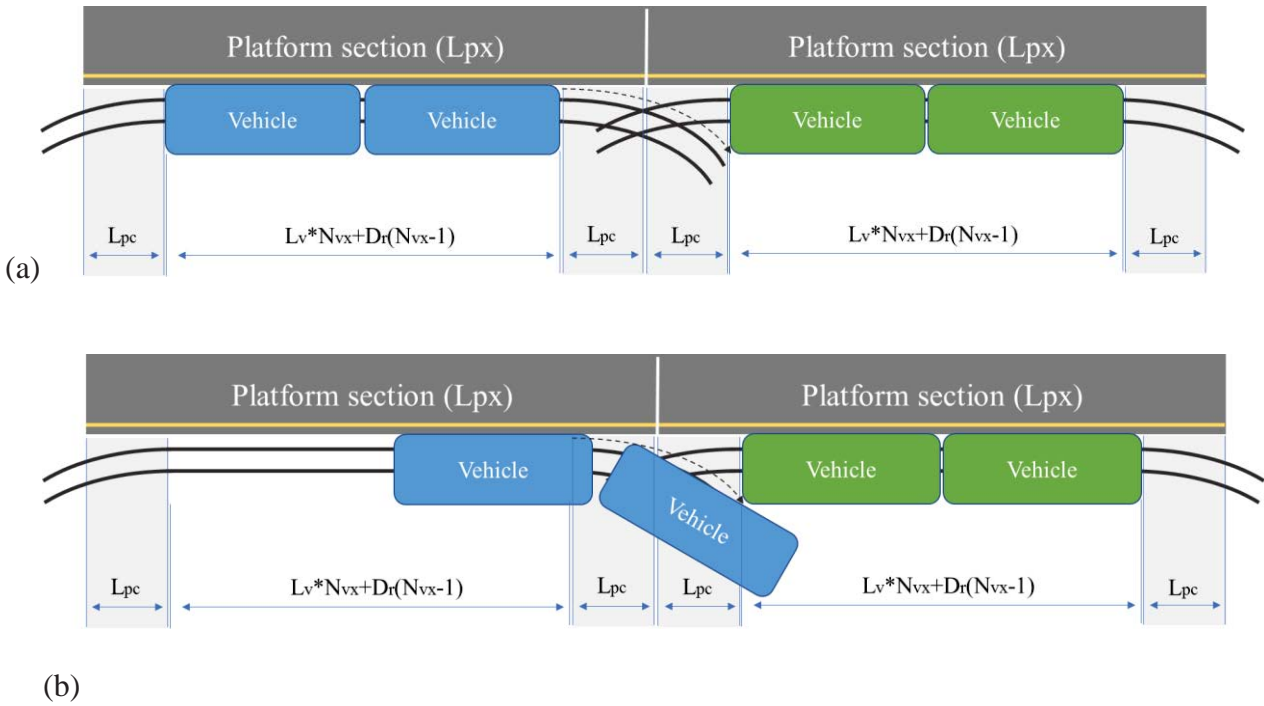 Platform section (Lpx) Platform section (Lpx)
Vehicle Vehicle Vehicle Vehicle
Lpc Lv*Nvx+Dr(Nvx-1) Lpc Lpc Lv*Nvx+Dr(Nvx-1) Lpc
(a)
Platform section (Lpx) Platform section (Lpx)
Vehicle Vehicle Vehicle Vehicle
Lpc Lv*Nvx+Dr(Nvx-1) Lpc Lpc Lv*Nvx+Dr(Nvx-1) Lpc
(b)